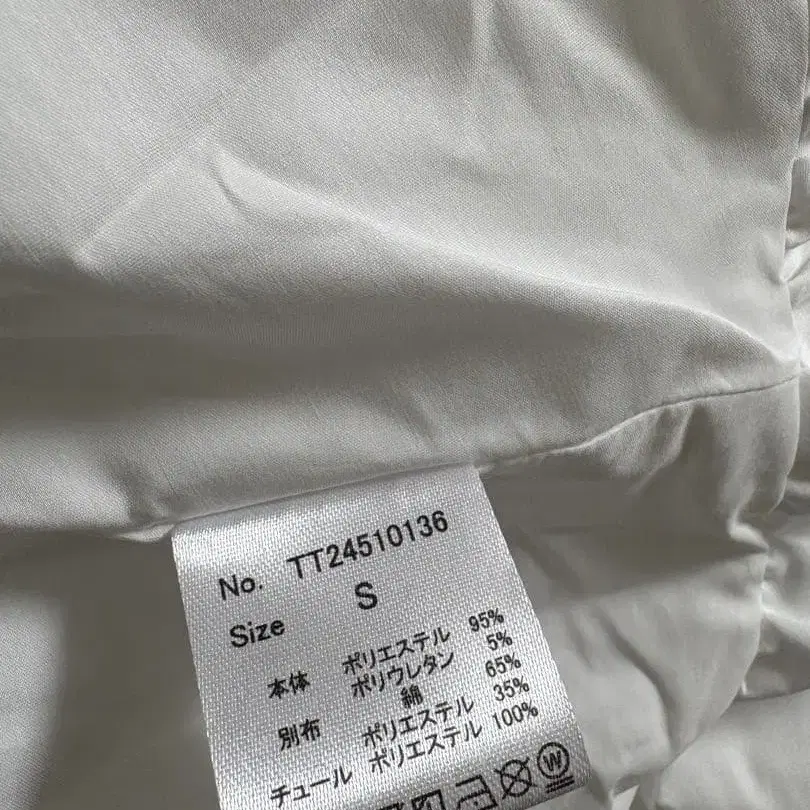 No. TT24510136
Size S
本体 ポリエステル 95%
ポリウレタン 5%
別布 綿 65%
ポリエステル 35%
チュール ポリエステル 100%
W